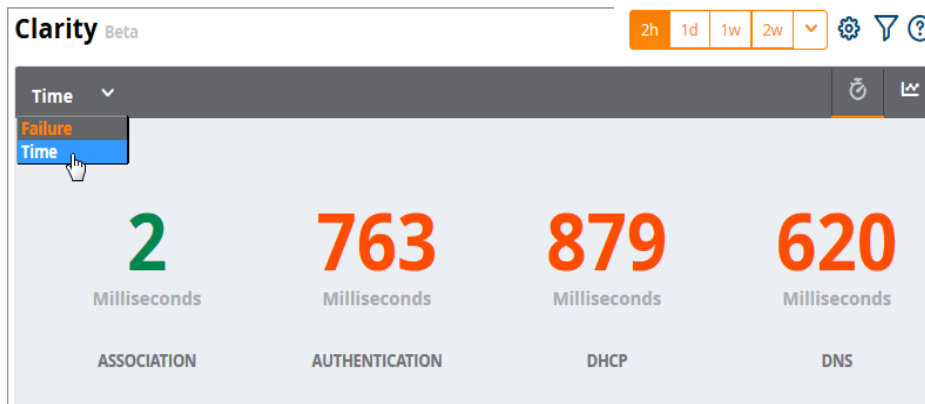 Clarity Beta
2h 1d 1w 2w
Time
Failure
Time
2 763 879 620
Milliseconds Milliseconds Milliseconds Milliseconds
ASSOCIATION AUTHENTICATION DHCP DNS